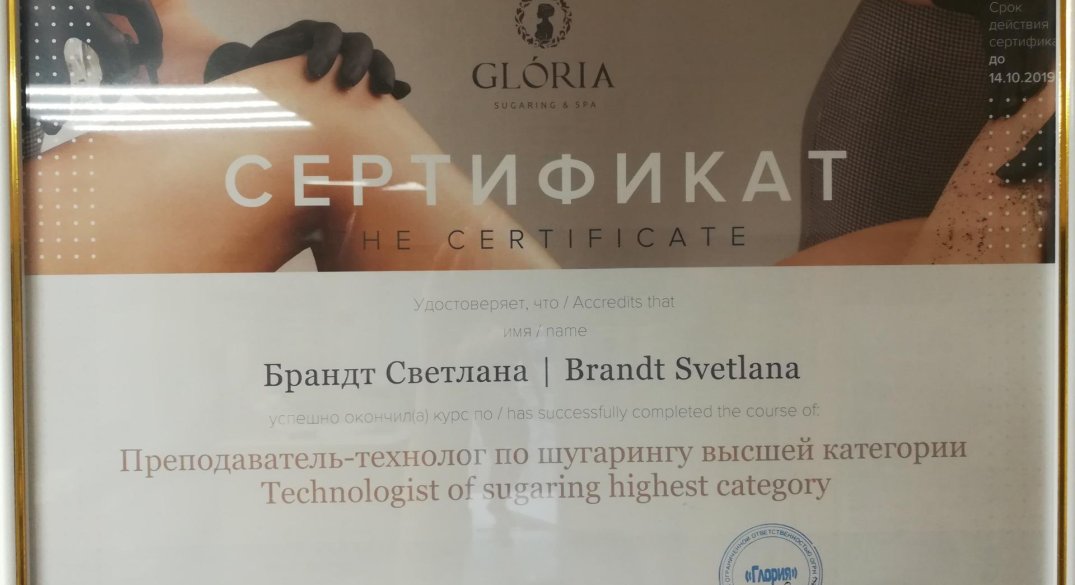 GLÓRIA
SUGARING & SPA
Срок
действия
до
14.10.2019
СЕРТИФИКАТ
CERTIFICATE
Удостоверяет, что / Accredits that
имя / name
Брандт Светлана | Brandt Svetlana
успешно окончил(а) курс по / has successfully completed the course of:
Преподаватель-технолог по шугарингу высшей категории
Technologist of sugaring highest category
ОТВЕТСТВЕННОСТЬЮ
«Глория»